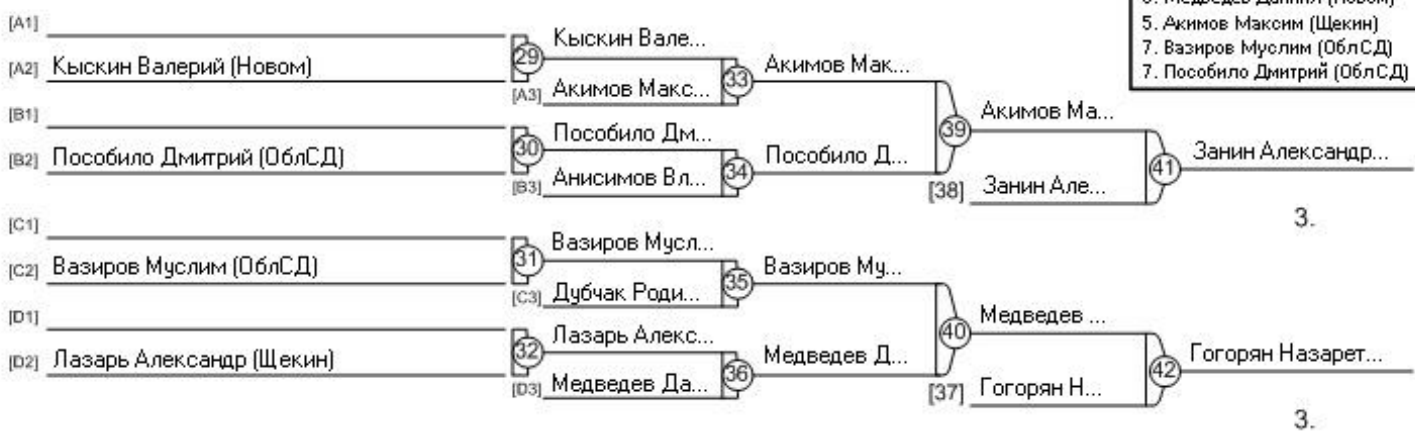 5. Акимов Максим (Щекин)
7. Вазиров Муслим (ОблСД)
7. Пособило Дмитрий (ОблСД)
[A1]
[A2] Кыскин Валерий (Новом)
29
Кыскин Вале...
[A3] Акимов Макс...
33
Акимов Мак...
[B1]
[B2] Пособило Дмитрий (ОблСД)
30
Пособило Дм...
[B3] Анисимов Вл...
34
Пособило Д...
39
Акимов Ма...
[38] Занин Але...
41
Занин Александр...
3.
[C1]
[C2] Вазиров Муслим (ОблСД)
31
Вазиров Мусл...
[C3] Дубчак Роди...
35
Вазиров Му...
[D1]
[D2] Лазарь Александр (Щекин)
32
Лазарь Алекс...
[D3] Медведев Да...
36
Медведев Д...
40
Медведев ...
[37] Гогорян Н...
42
Гогорян Назарет...
3.